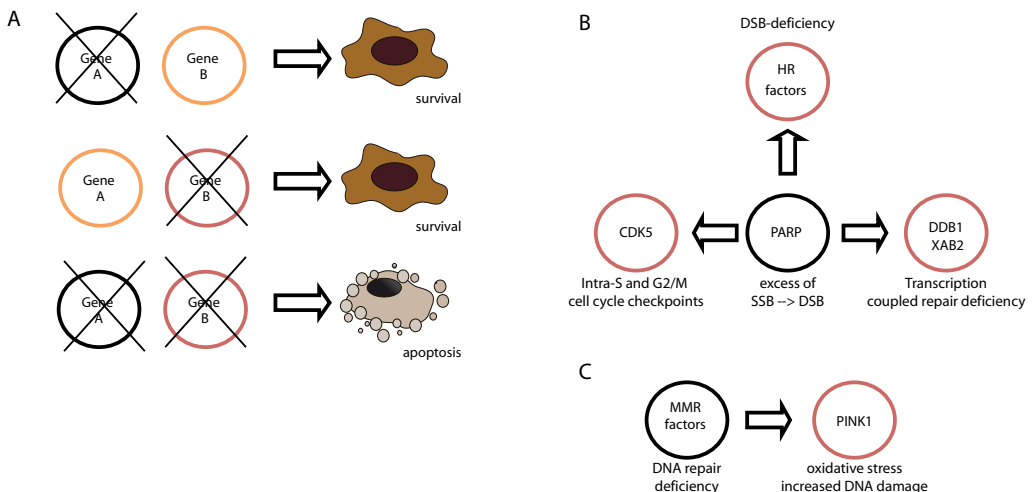 A
Gene
A
Gene
B
survival
Gene
A
Gene
B
survival
Gene
A
Gene
B
apoptosis
B
DSB-deficiency
HR
factors
CDK5
Intra-S and G2/M
cell cycle checkpoints
PARP
excess of
SSB --> DSB
DDB1
XAB2
Transcription
coupled repair deficiency
C
MMR
factors
DNA repair
deficiency
PINK1
oxidative stress
increased DNA damage